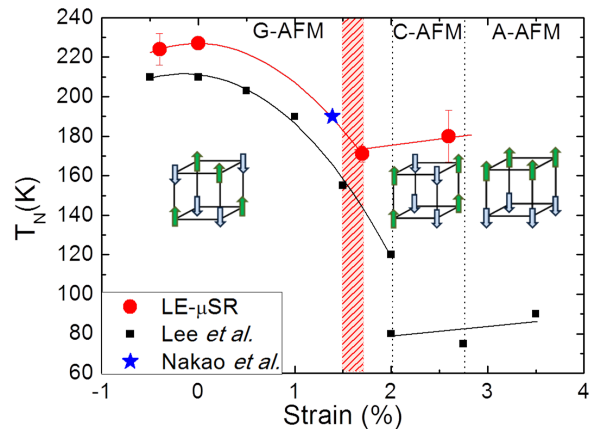 G-AFM C-AFM A-AFM
240
220
200
180
160
140
120
100
80
60
T_N(K)
LE-μSR
Lee et al.
Nakao et al.
-1 0 1 2 3 4
Strain (%)